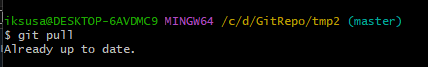 iksusa@DESKTOP-6AVDMC9 MINGW64 /c/d/GitRepo/tmp2 (master)
$ git pull
Already up to date.